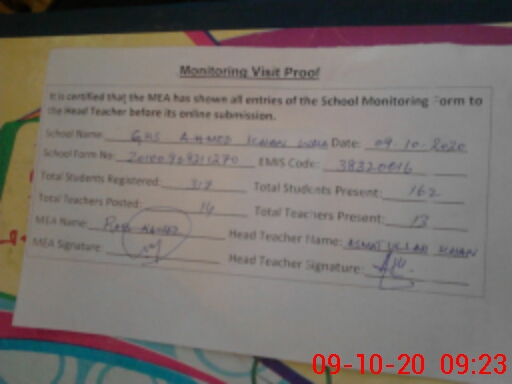 Monitoring Visit Proof
It is certified that the MEA has shown all entries of the School Monitoring Form to
the Head Teacher before its online submission.
School Name: GHS AHMED KHAN Date: 09-10-2020
School Form No: EMIS Code: 38320016
Total Students Registered: 317 Total Students Present: 162
Total Teachers Posted: 14 Total Teachers Present: 13
MEA Name: Head Teacher Name: KHAN
MEA Signature: Head Teacher Signature:
09-10-20 09:23